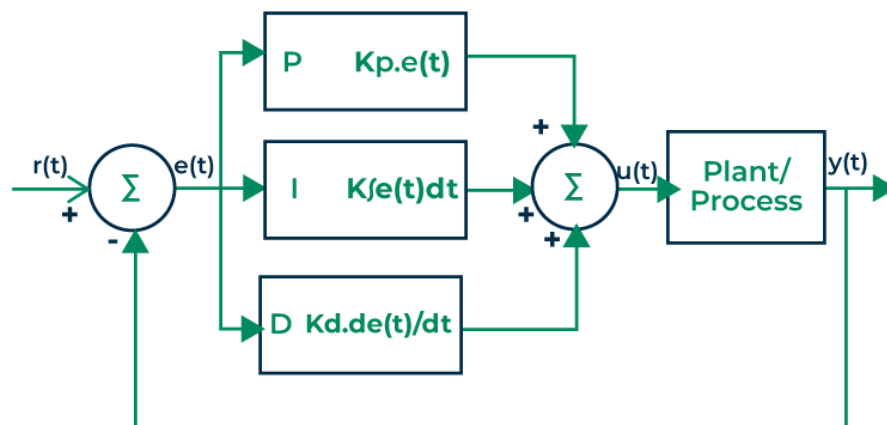 P Kp.e(t)
+
r(t)
e(t)
Σ
+
-
I K∫e(t)dt
Σ
+
+
u(t)
Plant/
Process
y(t)
D Kd.de(t)/dt